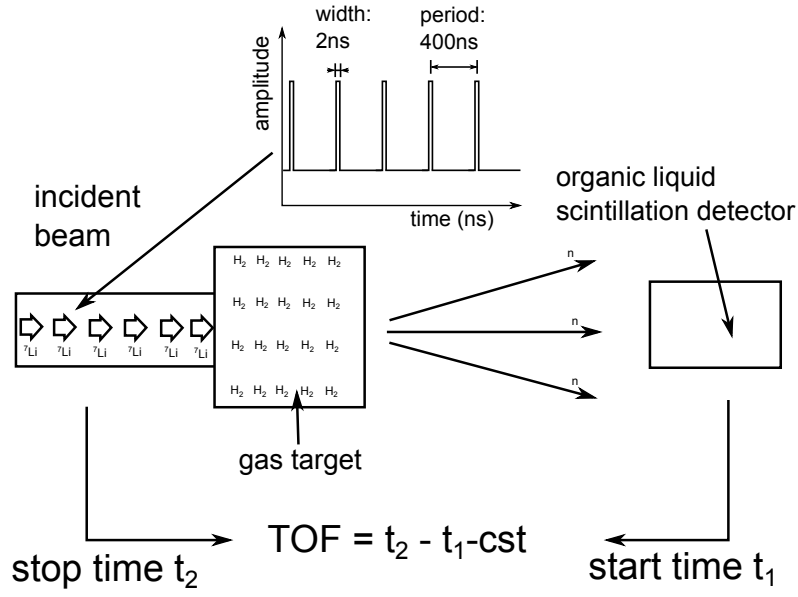 width: period:
2ns 400ns
amplitude
time (ns)
incident
beam
organic liquid
scintillation detector
H₂ H₂ H₂ H₂ H₂
H₂ H₂ H₂ H₂ H₂
H₂ H₂ H₂ H₂ H₂
H₂ H₂ H₂ H₂ H₂
⁷Li ⁷Li ⁷Li ⁷Li ⁷Li ⁷Li
n
n
n
gas target
TOF = t₂ - t₁-cst
stop time t₂
start time t₁